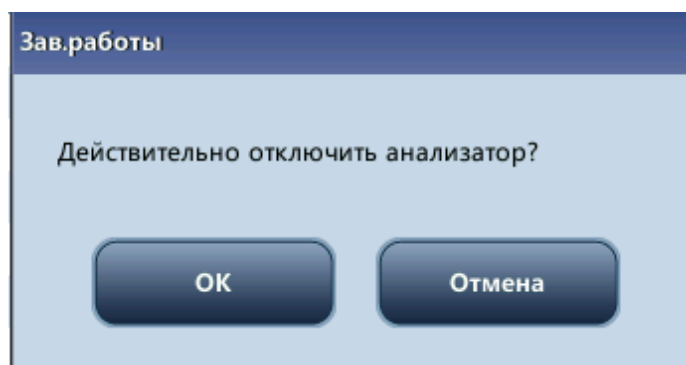 Зав.работы
Действительно отключить анализатор?
ОК
Отмена